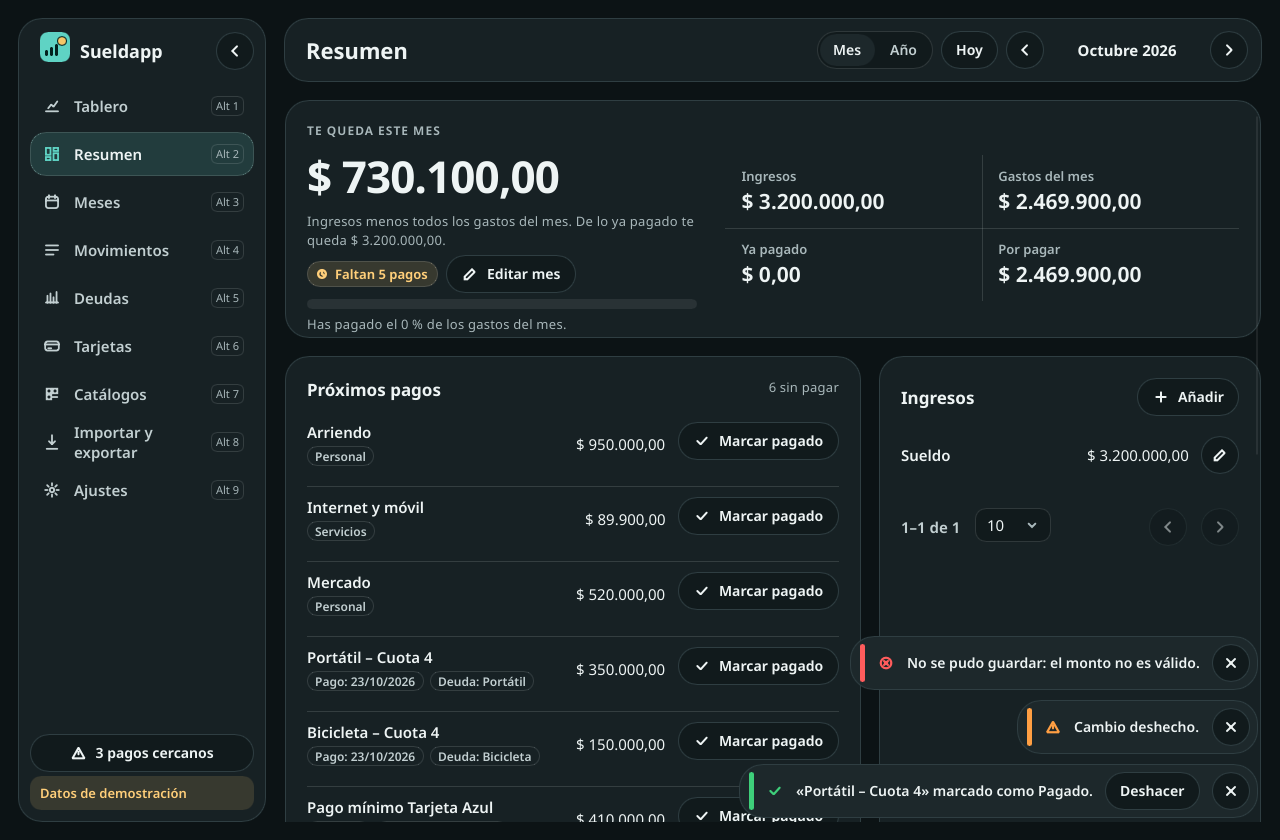 Sueldapp
Tablero
Alt 1
Resumen
Alt 2
Meses
Alt 3
Movimientos
Alt 4
Deudas
Alt 5
Tarjetas
Alt 6
Catálogos
Alt 7
Importar y
exportar
Alt 8
Ajustes
Alt 9
3 pagos cercanos
Datos de demostración
Resumen
Mes
Año
Hoy
Octubre 2026
TE QUEDA ESTE MES
$ 730.100,00
Ingresos menos todos los gastos del mes. De lo ya pagado te
queda $ 3.200.000,00.
Faltan 5 pagos
Editar mes
Has pagado el 0 % de los gastos del mes.
Ingresos
$ 3.200.000,00
Gastos del mes
$ 2.469.900,00
Ya pagado
$ 0,00
Por pagar
$ 2.469.900,00
Próximos pagos
6 sin pagar
Arriendo
Personal
$ 950.000,00
Marcar pagado
Internet y móvil
Servicios
$ 89.900,00
Marcar pagado
Mercado
Personal
$ 520.000,00
Marcar pagado
Portátil – Cuota 4
Pago: 23/10/2026
Deuda: Portátil
$ 350.000,00
Marcar pagado
Bicicleta – Cuota 4
Pago: 23/10/2026
Deuda: Bicicleta
$ 150.000,00
Marcar pagado
Pago mínimo Tarjeta Azul
$ 410.000,00
Marcar pagado
Ingresos
Añadir
Sueldo
$ 3.200.000,00
1–1 de 1
10
No se pudo guardar: el monto no es válido.
Cambio deshecho.
«Portátil – Cuota 4» marcado como Pagado.
Deshacer